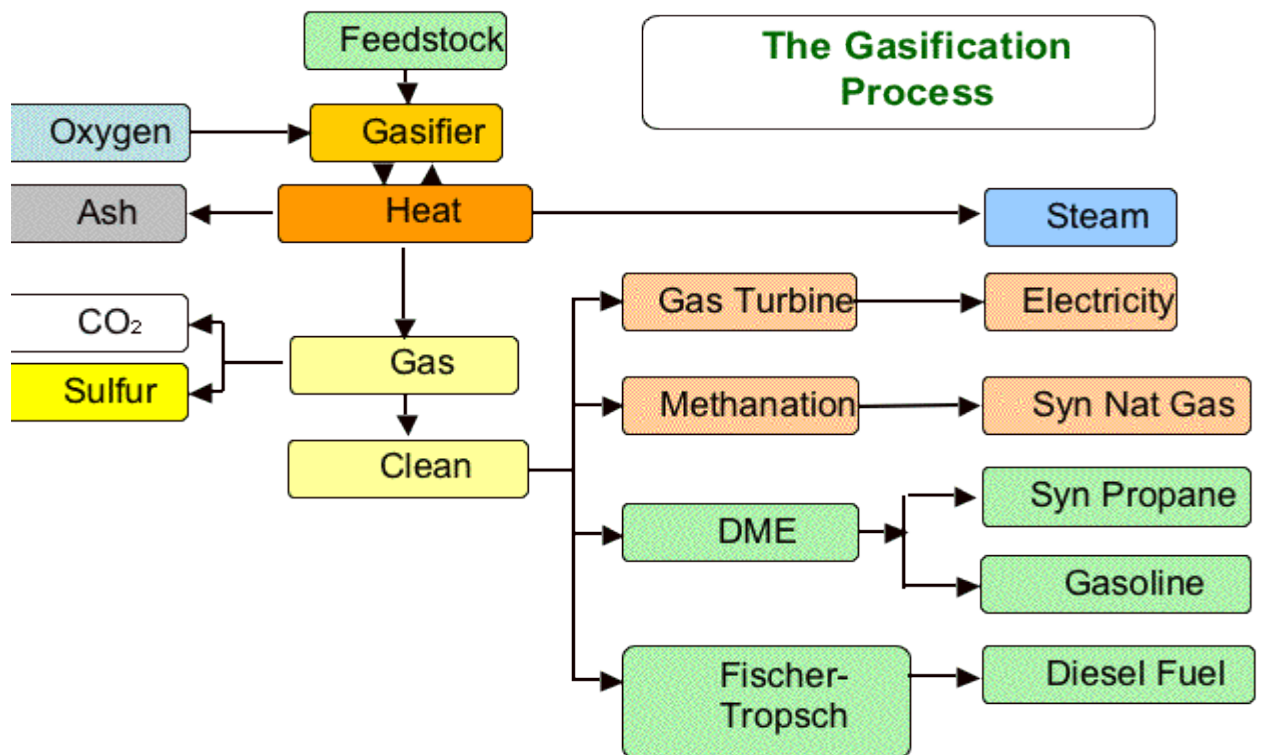 Feedstock
The Gasification
Process
Oxygen
Gasifier
Ash
Heat
Steam
CO₂
Gas Turbine
Electricity
Gas
Sulfur
Methanation
Syn Nat Gas
Clean
Syn Propane
DME
Gasoline
Fischer-
Tropsch
Diesel Fuel